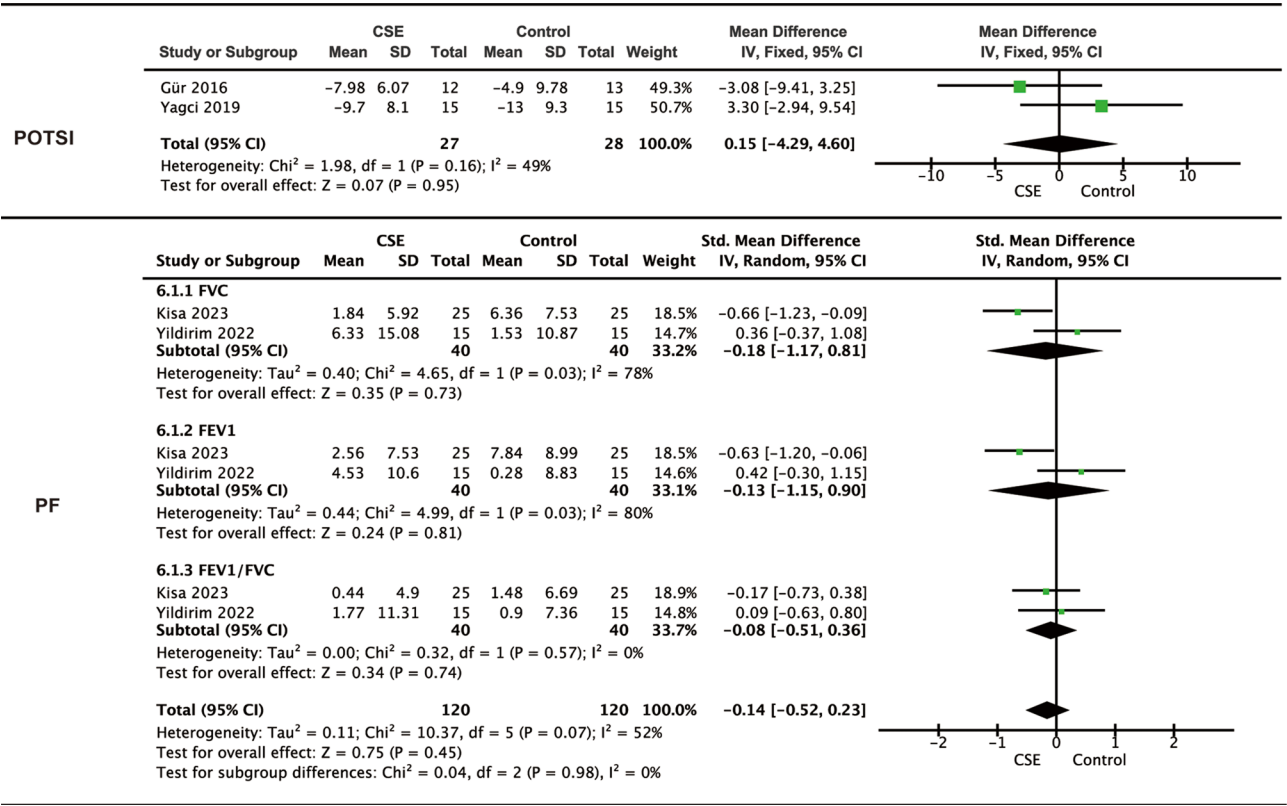 CSE Control Mean Difference Mean Difference
Study or Subgroup Mean SD Total Mean SD Total Weight IV, Fixed, 95% CI IV, Fixed, 95% CI
Gür 2016 −7.98 6.07 12 −4.9 9.78 13 49.3% −3.08 [−9.41, 3.25]
Yagci 2019 −9.7 8.1 15 −13 9.3 15 50.7% 3.30 [−2.94, 9.54]
POTSI
Total (95% CI) 27 28 100.0% 0.15 [−4.29, 4.60]
Heterogeneity: Chi² = 1.98, df = 1 (P = 0.16); I² = 49%
Test for overall effect: Z = 0.07 (P = 0.95)
−10 −5 0 5 10
CSE Control
CSE Control Std. Mean Difference Std. Mean Difference
Study or Subgroup Mean SD Total Mean SD Total Weight IV, Random, 95% CI IV, Random, 95% CI
6.1.1 FVC
Kisa 2023 1.84 5.92 25 6.36 7.53 25 18.5% −0.66 [−1.23, −0.09]
Yildirim 2022 6.33 15.08 15 1.53 10.87 15 14.7% 0.36 [−0.37, 1.08]
Subtotal (95% CI) 40 40 33.2% −0.18 [−1.17, 0.81]
Heterogeneity: Tau² = 0.40; Chi² = 4.65, df = 1 (P = 0.03); I² = 78%
Test for overall effect: Z = 0.35 (P = 0.73)
6.1.2 FEV1
Kisa 2023 2.56 7.53 25 7.84 8.99 25 18.5% −0.63 [−1.20, −0.06]
Yildirim 2022 4.53 10.6 15 0.28 8.83 15 14.6% 0.42 [−0.30, 1.15]
Subtotal (95% CI) 40 40 33.1% −0.13 [−1.15, 0.90]
PF
Heterogeneity: Tau² = 0.44; Chi² = 4.99, df = 1 (P = 0.03); I² = 80%
Test for overall effect: Z = 0.24 (P = 0.81)
6.1.3 FEV1/FVC
Kisa 2023 0.44 4.9 25 1.48 6.69 25 18.9% −0.17 [−0.73, 0.38]
Yildirim 2022 1.77 11.31 15 0.9 7.36 15 14.8% 0.09 [−0.63, 0.80]
Subtotal (95% CI) 40 40 33.7% −0.08 [−0.51, 0.36]
Heterogeneity: Tau² = 0.00; Chi² = 0.32, df = 1 (P = 0.57); I² = 0%
Test for overall effect: Z = 0.34 (P = 0.74)
Total (95% CI) 120 120 100.0% −0.14 [−0.52, 0.23]
Heterogeneity: Tau² = 0.11; Chi² = 10.37, df = 5 (P = 0.07); I² = 52%
Test for overall effect: Z = 0.75 (P = 0.45)
Test for subgroup differences: Chi² = 0.04, df = 2 (P = 0.98), I² = 0%
−2 −1 0 1 2
CSE Control